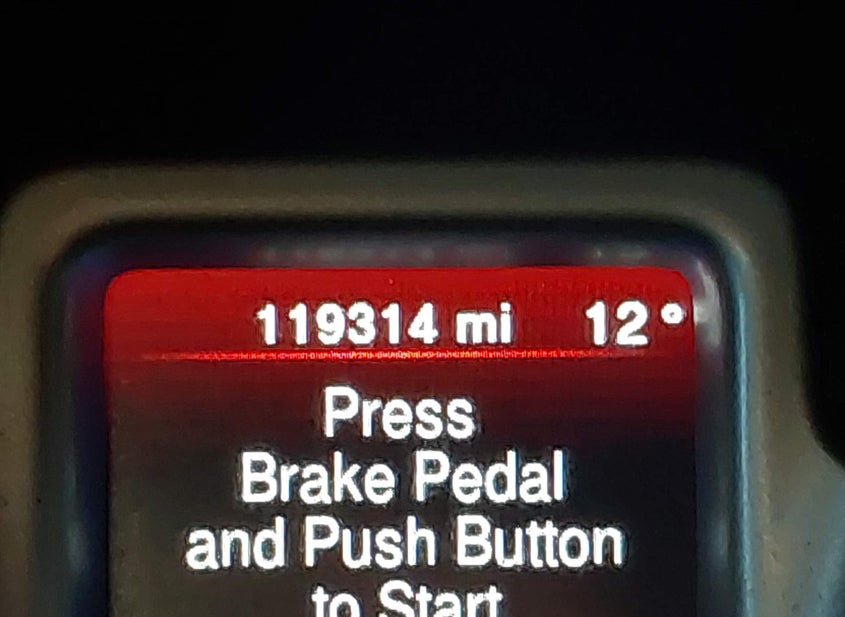 119314 mi 12°
Press
Brake Pedal
and Push Button
to Start